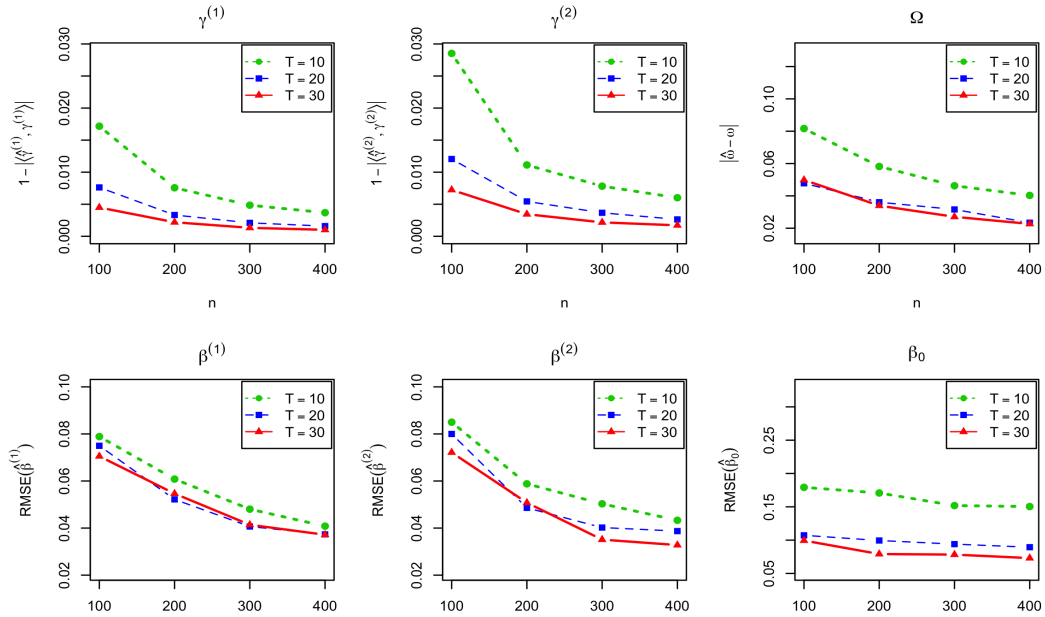 γ⁽¹⁾
1 − |⟨γ̂⁽¹⁾, γ⁽¹⁾⟩|
0.030
0.020
0.010
0.000
T = 10
T = 20
T = 30
100 200 300 400
n
γ⁽²⁾
1 − |⟨γ̂⁽²⁾, γ⁽²⁾⟩|
0.030
0.020
0.010
0.000
T = 10
T = 20
T = 30
100 200 300 400
n
Ω
|ω̂ − ω|
0.10
0.06
0.02
T = 10
T = 20
T = 30
100 200 300 400
n
β⁽¹⁾
RMSE(β̂⁽¹⁾)
0.10
0.08
0.06
0.04
0.02
T = 10
T = 20
T = 30
100 200 300 400
β⁽²⁾
RMSE(β̂⁽²⁾)
0.10
0.08
0.06
0.04
0.02
T = 10
T = 20
T = 30
100 200 300 400
β₀
RMSE(β̂₀)
0.25
0.15
0.05
T = 10
T = 20
T = 30
100 200 300 400